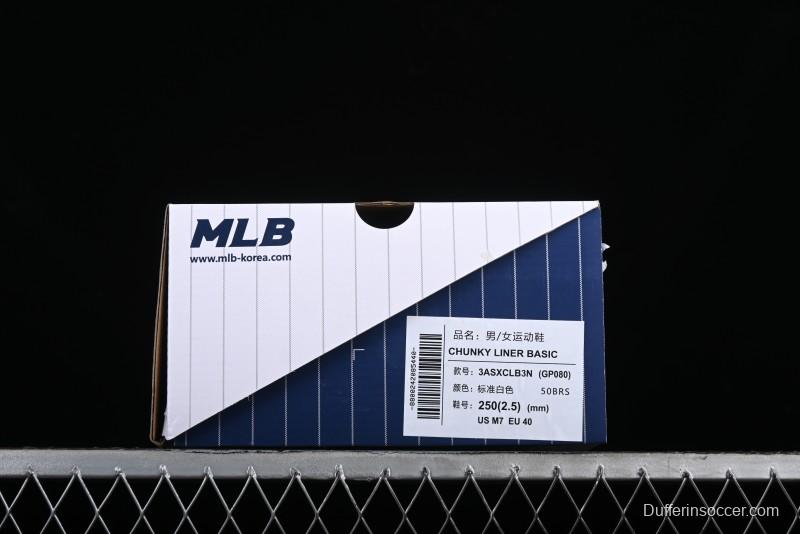 MLB
www.mlb-korea.com
品名：男/女运动鞋
CHUNKY LINER BASIC
款号：3ASXCLB3N (GP080)
颜色：标准白色 50BRS
鞋号：250(2.5) (mm)
US M7 EU 40
Dufferinsoccer.com